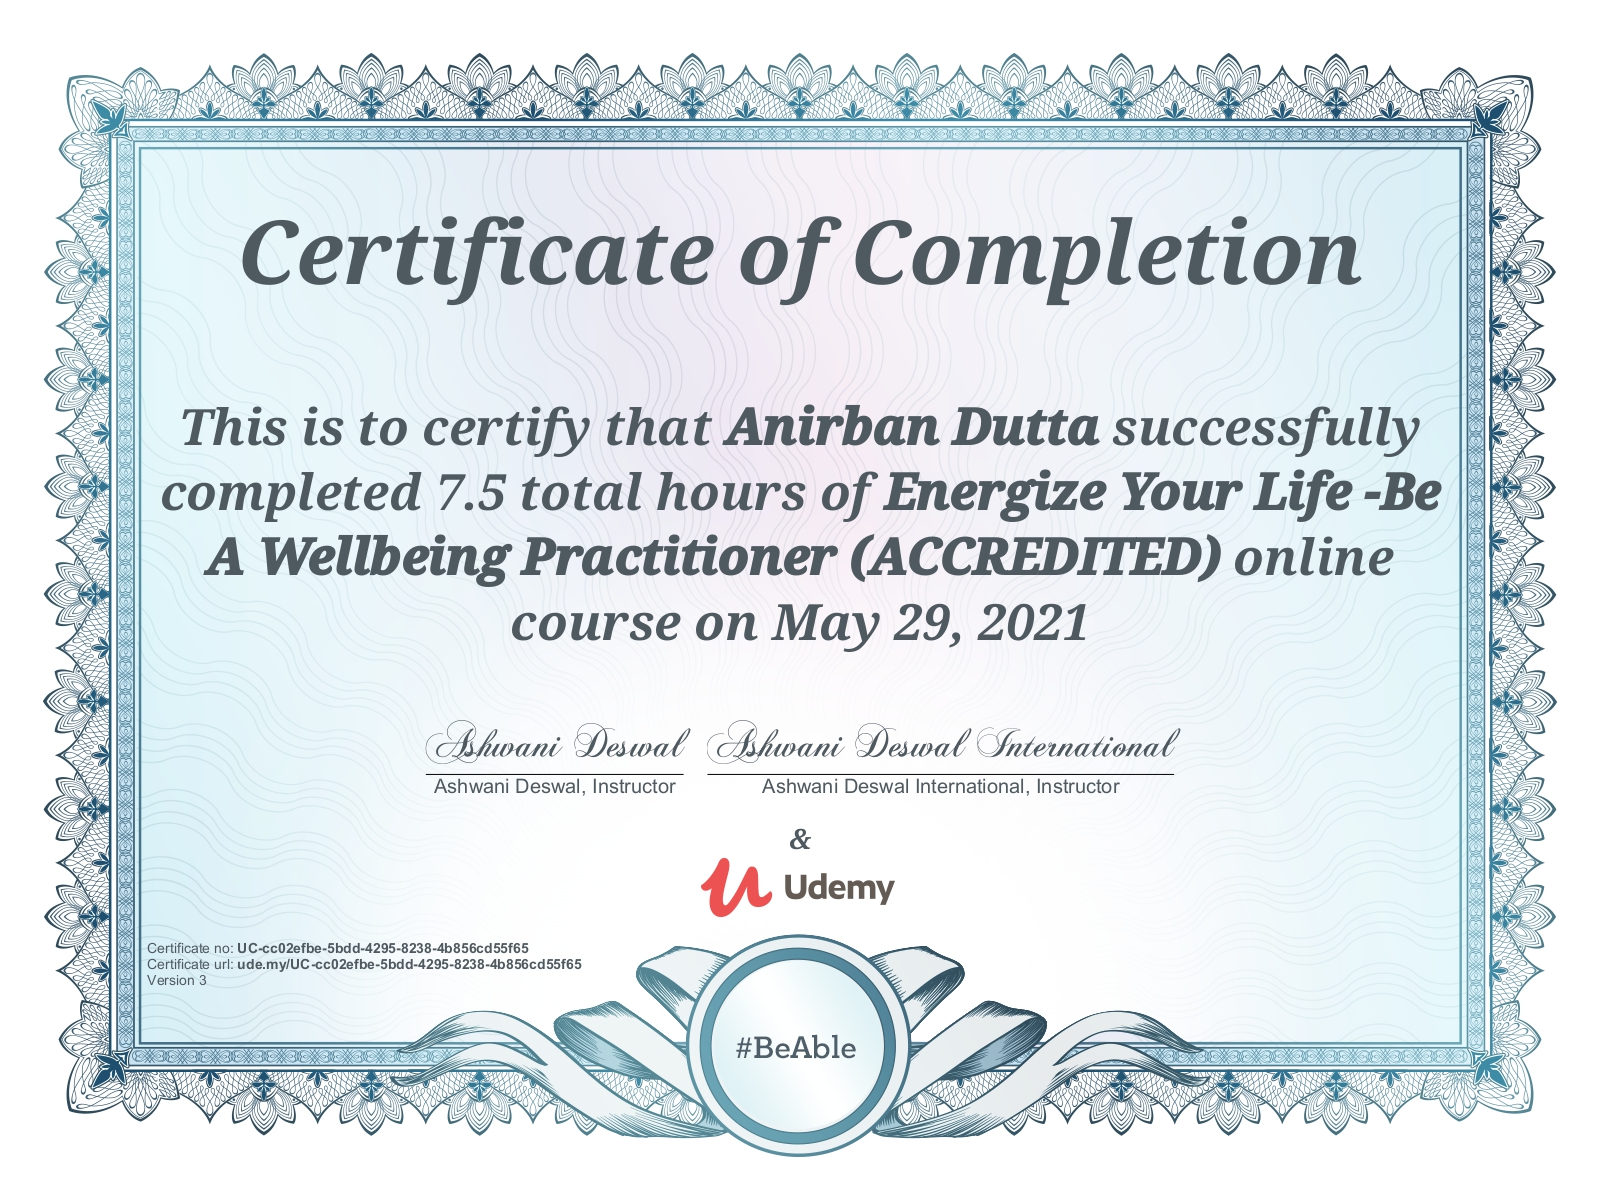 Certificate of Completion
This is to certify that Anirban Dutta successfully
completed 7.5 total hours of Energize Your Life -Be
A Wellbeing Practitioner (ACCREDITED) online
course on May 29, 2021
Ashwani Deswal Ashwani Deswal International
Ashwani Deswal, Instructor Ashwani Deswal International, Instructor
&
Udemy
Certificate no: UC-cc02efbe-5bdd-4295-8238-4b856cd55f65
Certificate url: ude.my/UC-cc02efbe-5bdd-4295-8238-4b856cd55f65
Version 3
#BeAble